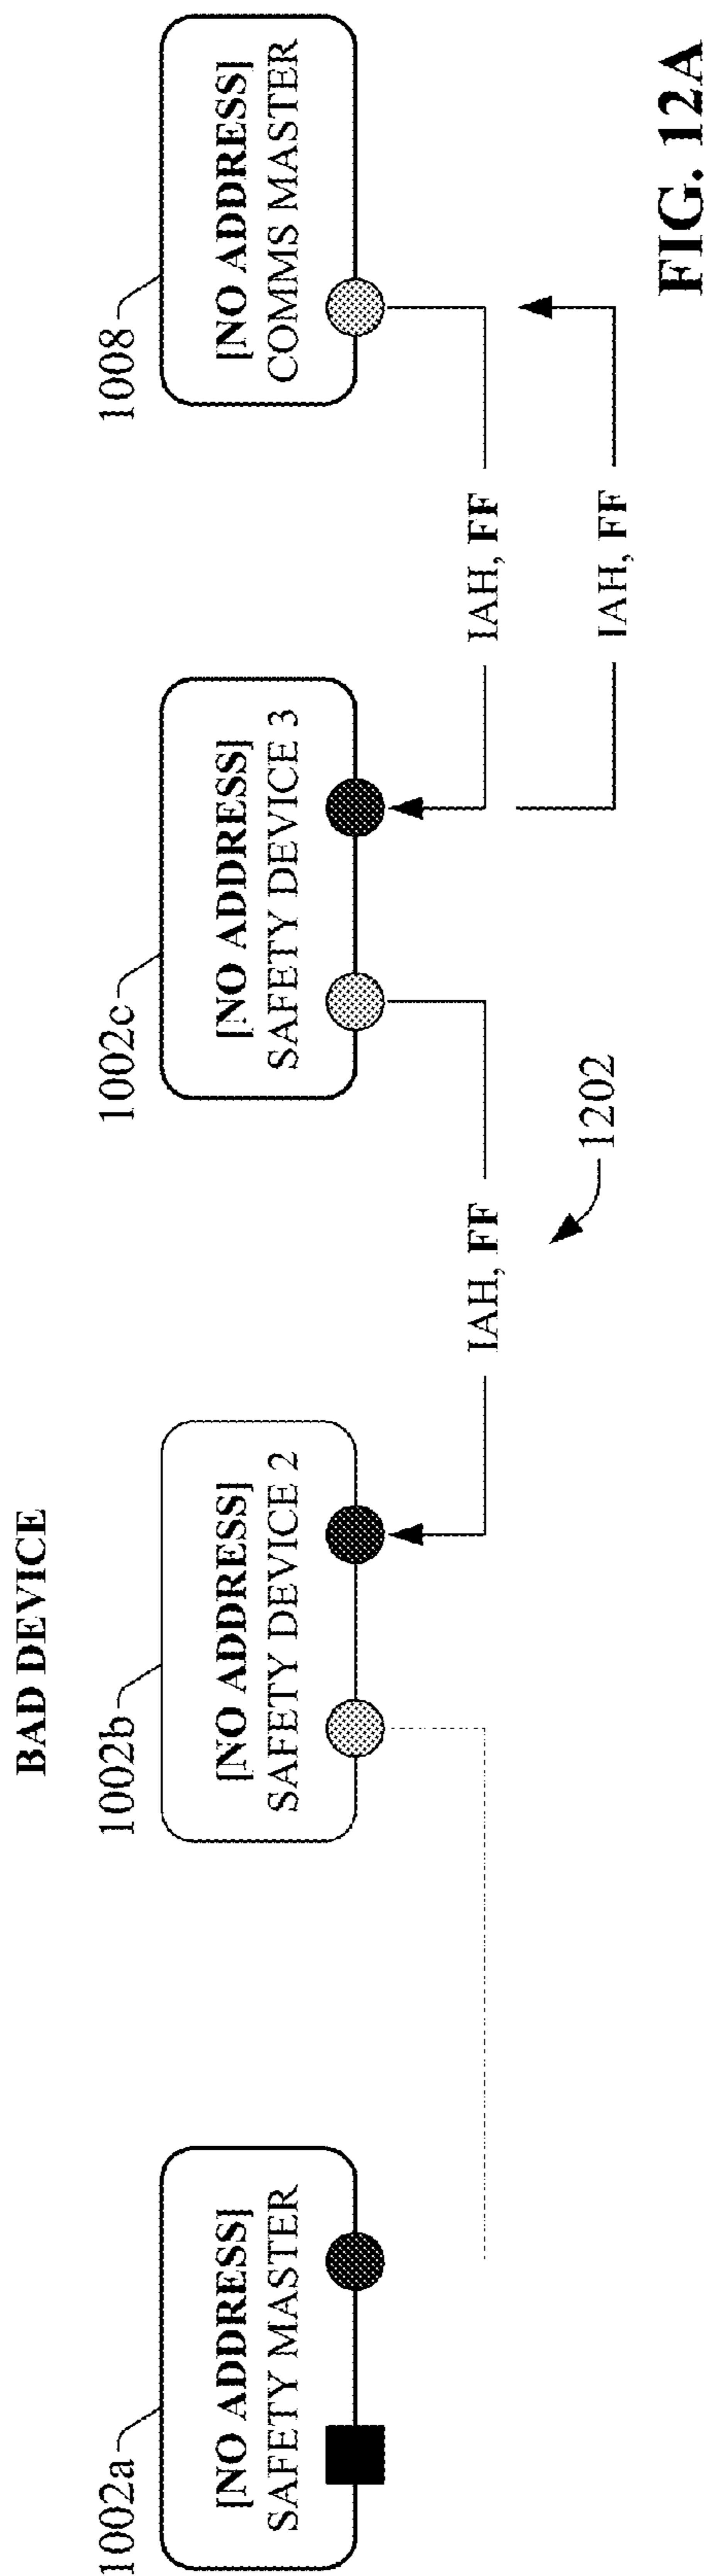 BAD DEVICE
1002a
[NO ADDRESS]
SAFETY MASTER
1002b
[NO ADDRESS]
SAFETY DEVICE 2
1002c
[NO ADDRESS]
SAFETY DEVICE 3
1008
[NO ADDRESS]
COMMS MASTER
IAH, FF
IAH, FF
IAH, FF
1202
FIG. 12A